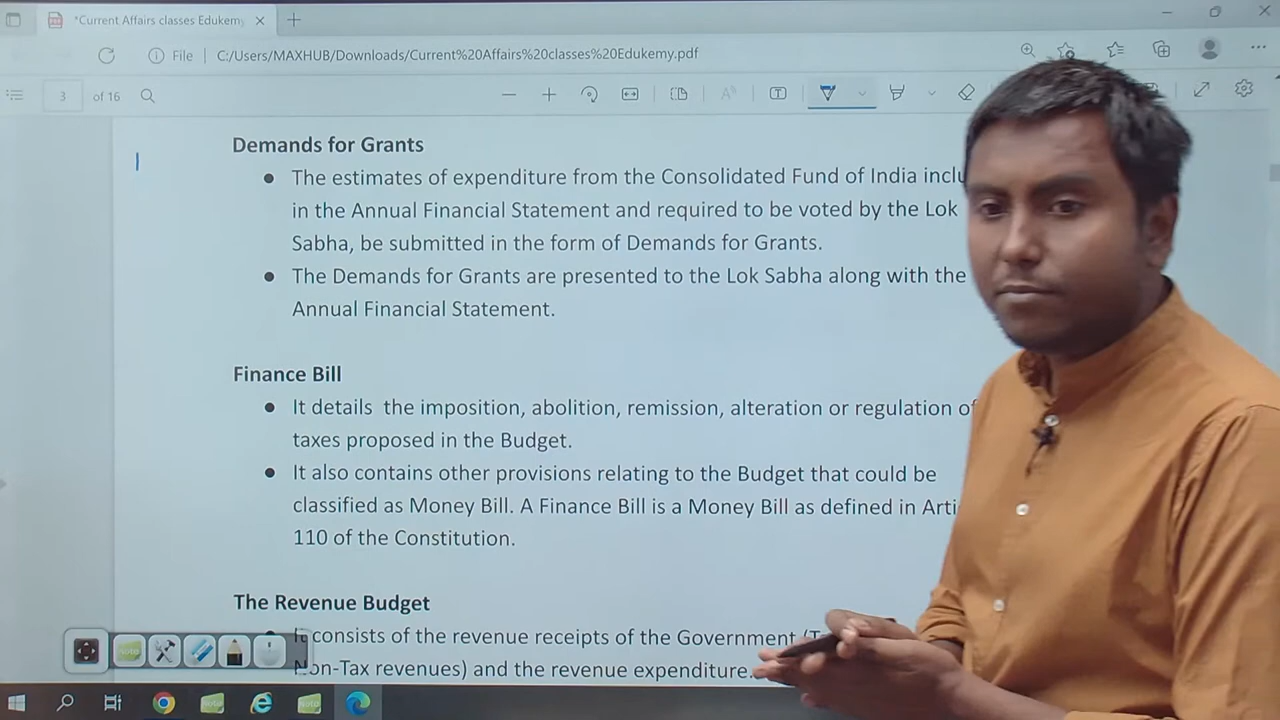 *Current Affairs classes Edukemy
File
C:/Users/MAXHUB/Downloads/Current%20Affairs%20classes%20Edukemy.pdf
3 of 16
Demands for Grants
The estimates of expenditure from the Consolidated Fund of India inclu
in the Annual Financial Statement and required to be voted by the Lok
Sabha, be submitted in the form of Demands for Grants.
The Demands for Grants are presented to the Lok Sabha along with the
Annual Financial Statement.
Finance Bill
It details the imposition, abolition, remission, alteration or regulation of
taxes proposed in the Budget.
It also contains other provisions relating to the Budget that could be
classified as Money Bill. A Finance Bill is a Money Bill as defined in Arti
110 of the Constitution.
The Revenue Budget
It consists of the revenue receipts of the Government (T
Non-Tax revenues) and the revenue expenditure.